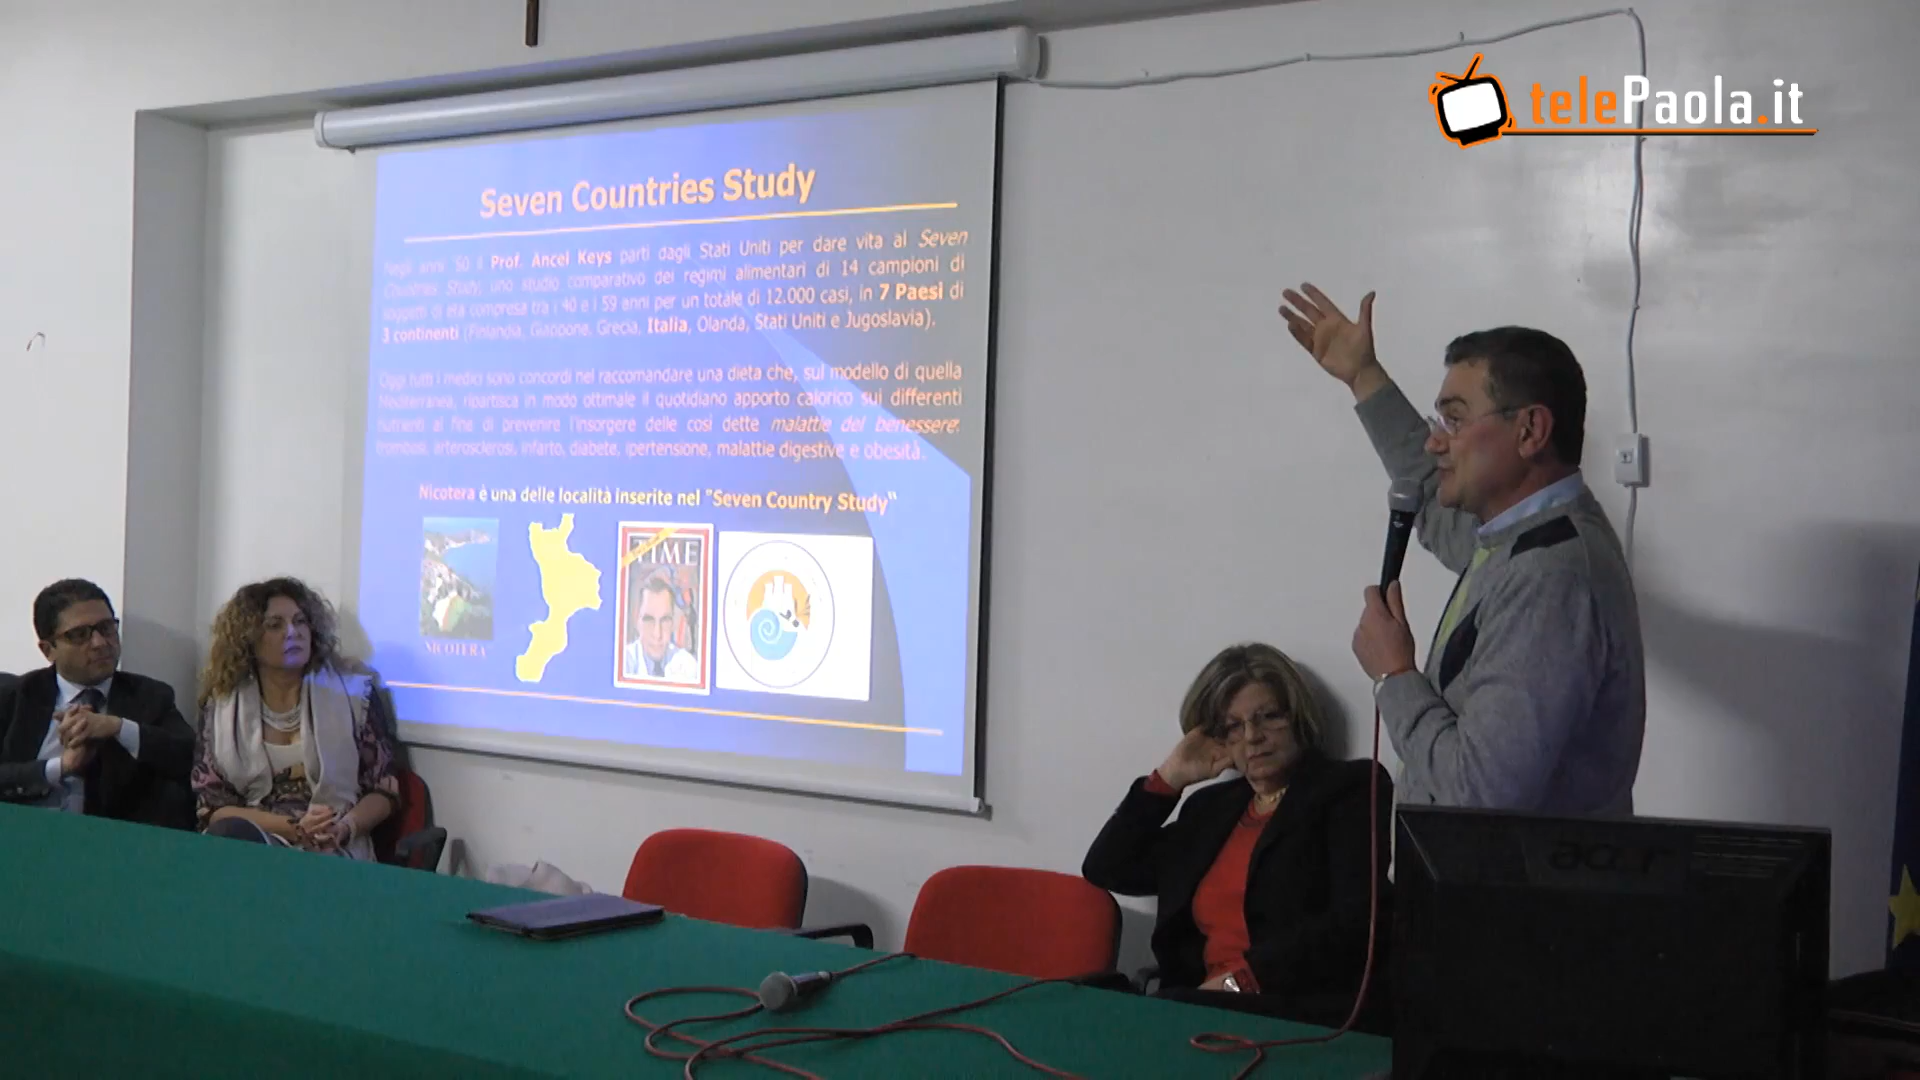 telePaola.it
Seven Countries Study
Negli anni '50 il Prof. Ancel Keys partì dagli Stati Uniti per dare vita al Seven
Countries Study, uno studio comparativo dei regimi alimentari di 14 campioni di
soggetti di età compresa tra i 40 e i 59 anni per un totale di 12.000 casi, in 7 Paesi di
3 continenti (Finlandia, Giappone, Grecia, Italia, Olanda, Stati Uniti e Jugoslavia).
Oggi tutti i medici sono concordi nel raccomandare una dieta che, sul modello di quella
Mediterranea, ripartisca in modo ottimale il quotidiano apporto calorico sui differenti
nutrienti al fine di prevenire l'insorgere delle così dette malattie del benessere:
trombosi, arterosclerosi, infarto, diabete, ipertensione, malattie digestive e obesità.
Nicotera è una delle località inserite nel "Seven Country Study"
TIME
NICOTERA
acer